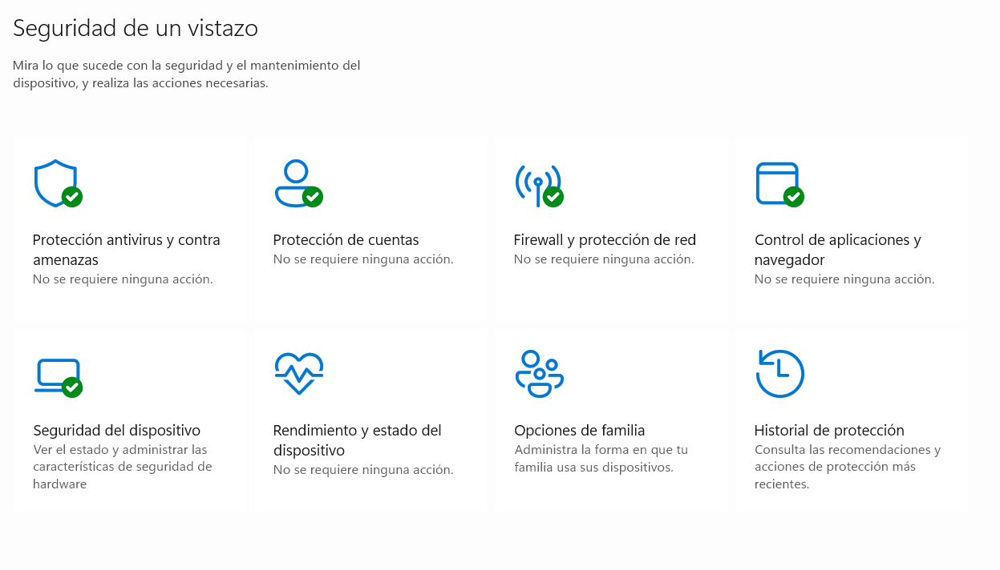 Seguridad de un vistazo
Mira lo que sucede con la seguridad y el mantenimiento del
dispositivo, y realiza las acciones necesarias.
Protección antivirus y contra
amenazas
No se requiere ninguna acción.
Protección de cuentas
No se requiere ninguna acción.
Firewall y protección de red
No se requiere ninguna acción.
Control de aplicaciones y
navegador
No se requiere ninguna acción.
Seguridad del dispositivo
Ver el estado y administrar las
características de seguridad de
hardware
Rendimiento y estado del
dispositivo
No se requiere ninguna acción.
Opciones de familia
Administra la forma en que tu
familia usa sus dispositivos.
Historial de protección
Consulta las recomendaciones y
acciones de protección más
recientes.